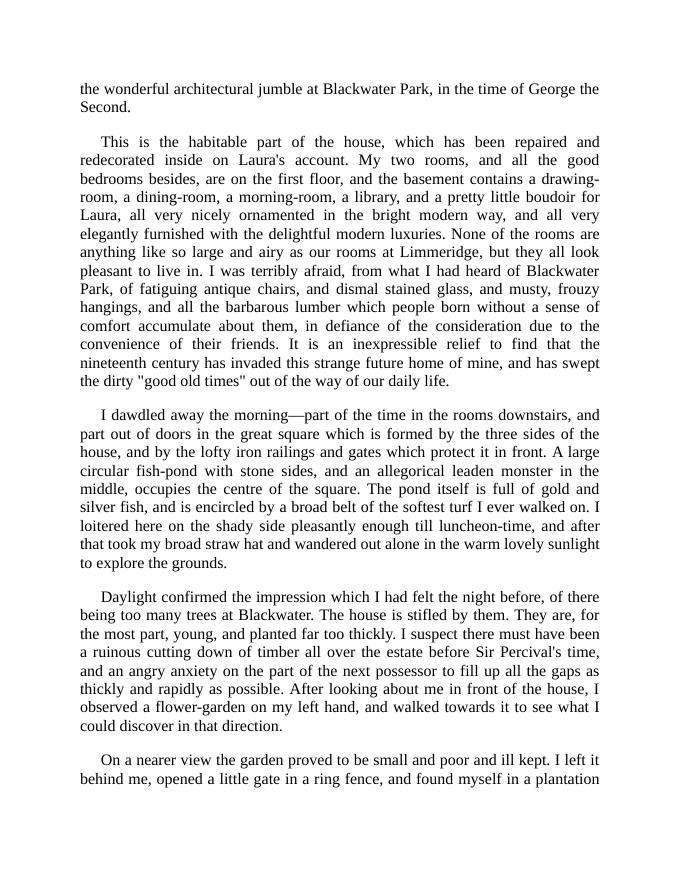 the wonderful architectural jumble at Blackwater Park, in the time of George the
Second.
This is the habitable part of the house, which has been repaired and
redecorated inside on Laura's account. My two rooms, and all the good
bedrooms besides, are on the first floor, and the basement contains a drawing-
room, a dining-room, a morning-room, a library, and a pretty little boudoir for
Laura, all very nicely ornamented in the bright modern way, and all very
elegantly furnished with the delightful modern luxuries. None of the rooms are
anything like so large and airy as our rooms at Limmeridge, but they all look
pleasant to live in. I was terribly afraid, from what I had heard of Blackwater
Park, of fatiguing antique chairs, and dismal stained glass, and musty, frouzy
hangings, and all the barbarous lumber which people born without a sense of
comfort accumulate about them, in defiance of the consideration due to the
convenience of their friends. It is an inexpressible relief to find that the
nineteenth century has invaded this strange future home of mine, and has swept
the dirty "good old times" out of the way of our daily life.
I dawdled away the morning—part of the time in the rooms downstairs, and
part out of doors in the great square which is formed by the three sides of the
house, and by the lofty iron railings and gates which protect it in front. A large
circular fish-pond with stone sides, and an allegorical leaden monster in the
middle, occupies the centre of the square. The pond itself is full of gold and
silver fish, and is encircled by a broad belt of the softest turf I ever walked on. I
loitered here on the shady side pleasantly enough till luncheon-time, and after
that took my broad straw hat and wandered out alone in the warm lovely sunlight
to explore the grounds.
Daylight confirmed the impression which I had felt the night before, of there
being too many trees at Blackwater. The house is stifled by them. They are, for
the most part, young, and planted far too thickly. I suspect there must have been
a ruinous cutting down of timber all over the estate before Sir Percival's time,
and an angry anxiety on the part of the next possessor to fill up all the gaps as
thickly and rapidly as possible. After looking about me in front of the house, I
observed a flower-garden on my left hand, and walked towards it to see what I
could discover in that direction.
On a nearer view the garden proved to be small and poor and ill kept. I left it
behind me, opened a little gate in a ring fence, and found myself in a plantation